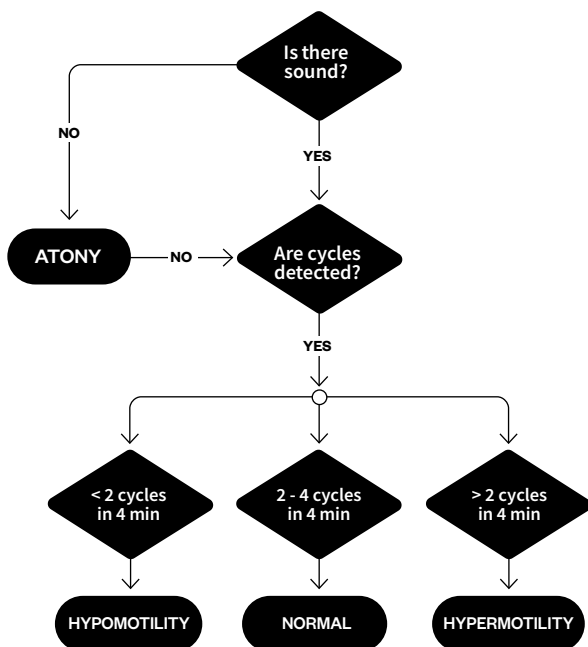 Is there
sound?
NO
YES
ATONY
NO
Are cycles
detected?
YES
< 2 cycles
in 4 min
2 - 4 cycles
in 4 min
> 2 cycles
in 4 min
HYPOMOTILITY
NORMAL
HYPERMOTILITY